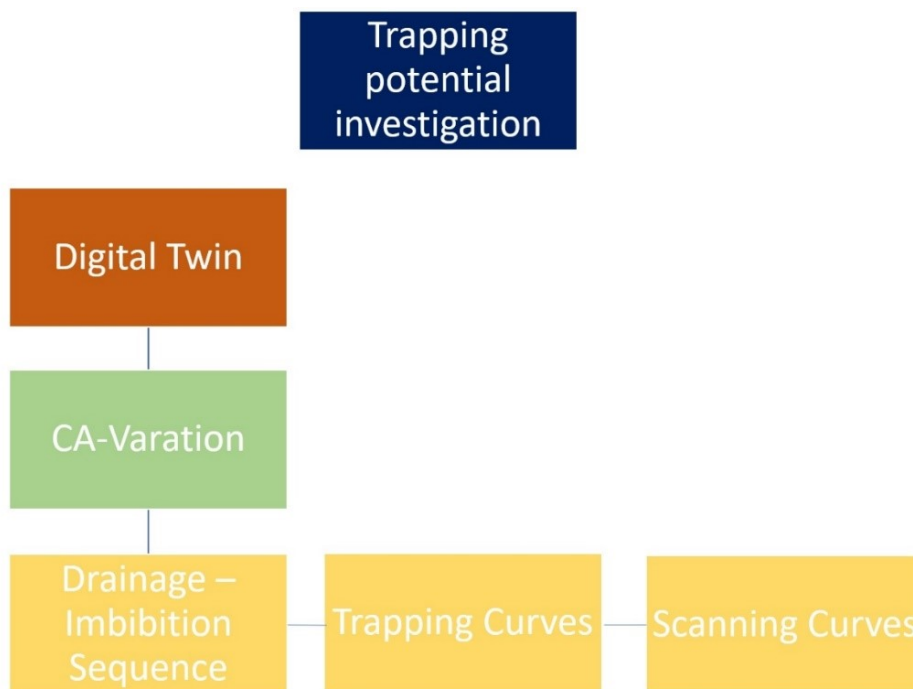 Trapping
potential
investigation
Digital Twin
CA-Varation
Drainage –
Imbibition
Sequence
Trapping Curves
Scanning Curves